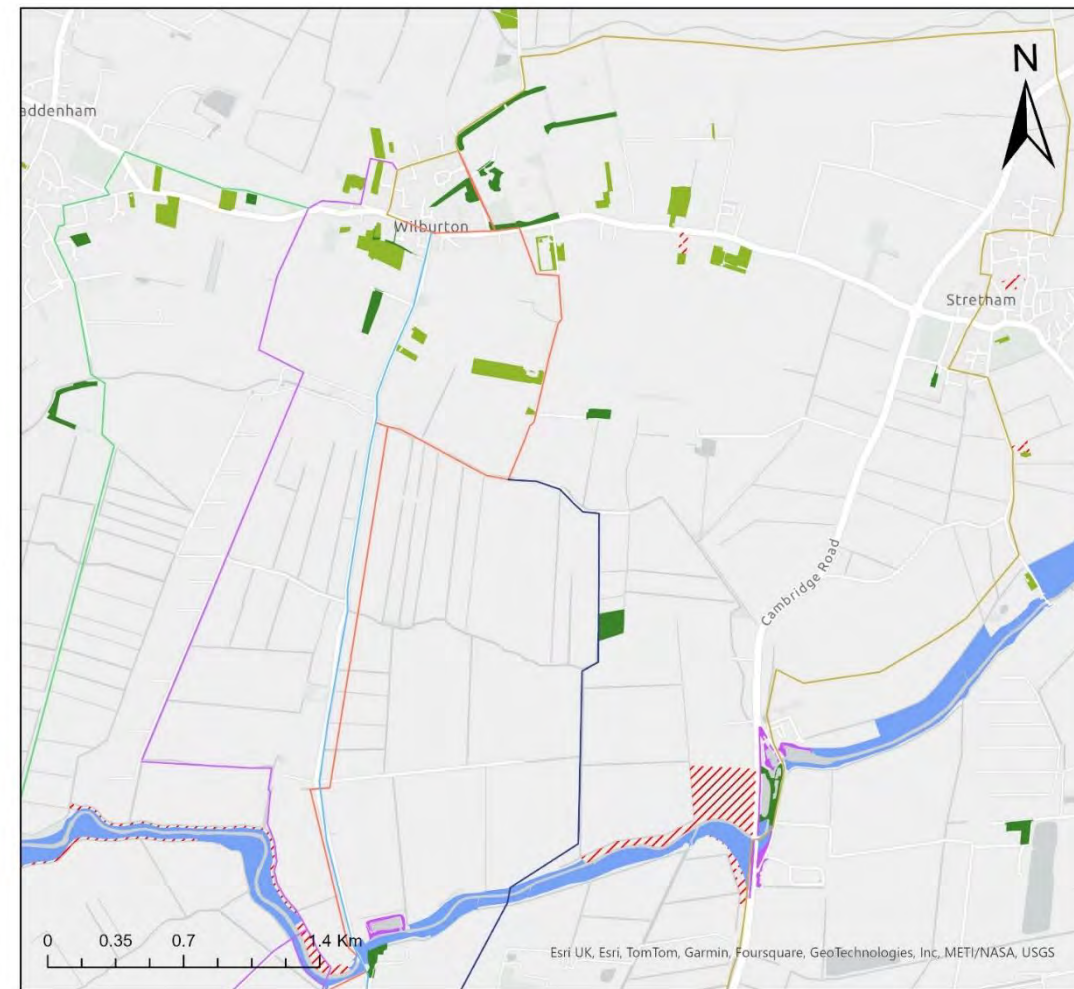 N
addenham
Wilburton
Stretham
Cambridge Road
0 0.35 0.7 1.4 Km
Esri UK, Esri, TomTom, Garmin, Foursquare, GeoTechnologies, Inc, METI/NASA, USGS